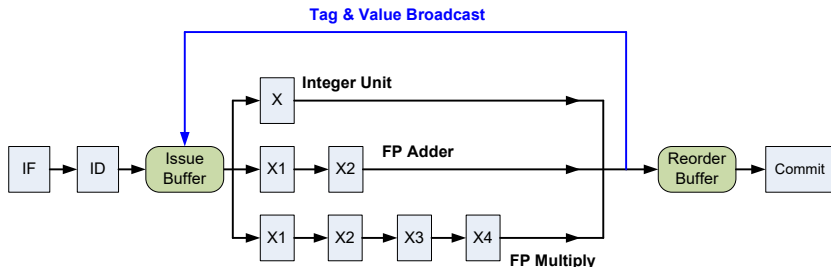 Tag & Value Broadcast
Integer Unit
X
IF
ID
Issue
Buffer
FP Adder
X1
X2
Reorder
Buffer
Commit
X1
X2
X3
X4
FP Multiply